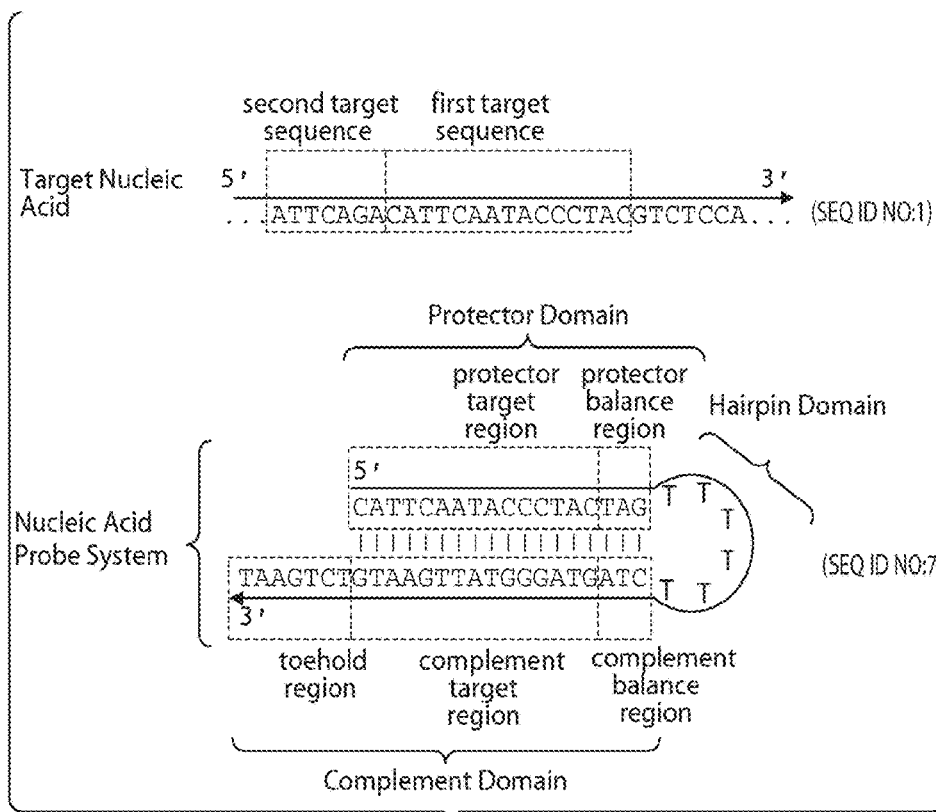 second target first target
sequence sequence
Target Nucleic Acid
5' 3'
...ATTCAGACATTCAATACCCTACGTCTCCA... (SEQ ID NO:1)
Protector Domain
protector target region
protector balance region
Hairpin Domain
5'
CATTCAATACCCTACTAG
T T T T T T
Nucleic Acid Probe System
(SEQ ID NO:7
TAAGTCTGTAAGTTATGGGATGATC
3'
toehold region
complement target region
complement balance region
Complement Domain